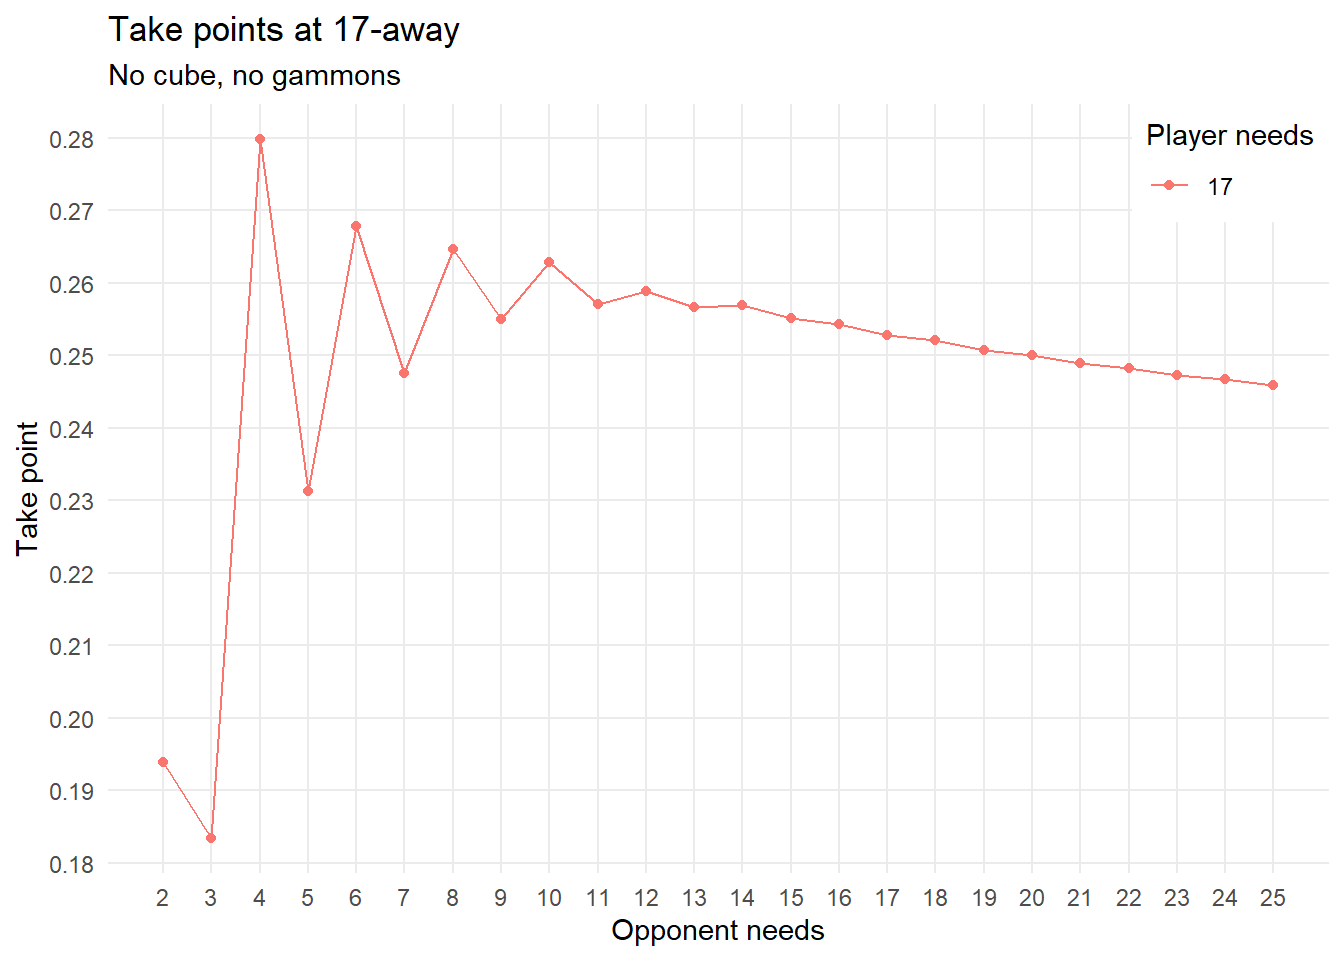 Take points at 17-away
No cube, no gammons
Player needs
17
0.28
0.27
0.26
0.25
0.24
0.23
0.22
0.21
0.20
0.19
0.18
Take point
2 3 4 5 6 7 8 9 10 11 12 13 14 15 16 17 18 19 20 21 22 23 24 25
Opponent needs